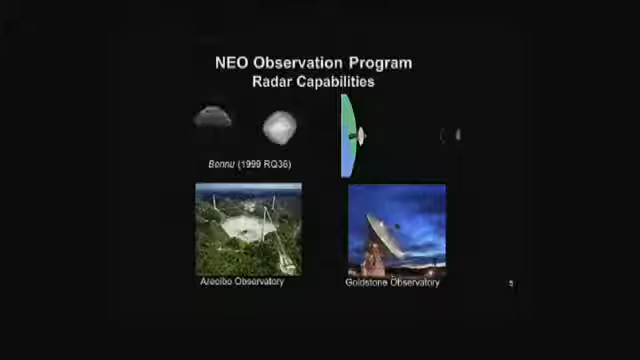 NEO Observation Program
Radar Capabilities
Bennu (1999 RQ36)
Arecibo Observatory
Goldstone Observatory
5